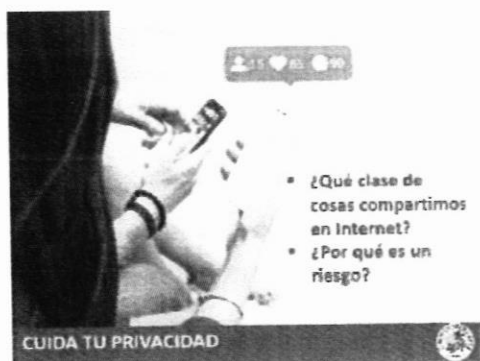 15 65 90
• ¿Qué clase de
cosas compartimos
en Internet?
• ¿Por qué es un
riesgo?
CUIDA TU PRIVACIDAD